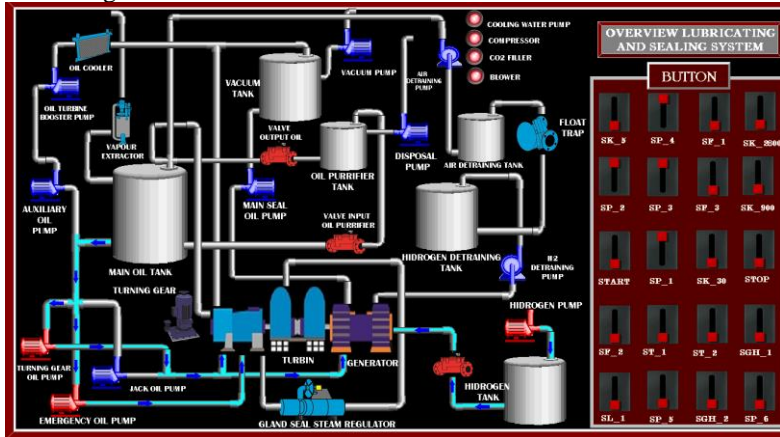 COOLING WATER PUMP
COMPRESSOR
CO2 FILLER
BLOWER
OVERVIEW LUBRICATING
AND SEALING SYSTEM
BUTTON
OIL COOLER
OIL TURBINE
BOOSTER PUMP
VAPOUR
EXTRACTOR
VACUUM
TANK
VACUUM PUMP
AIR
DETRAINING
PUMP
VALVE
OUTPUT OIL
OIL PURRIFIER
TANK
DISPOSAL
PUMP
AIR DETRAINING TANK
FLOAT
TRAP
AUXILIARY
OIL
PUMP
MAIN OIL TANK
MAIN SEAL
OIL PUMP
VALVE INPUT
OIL PURRIFIER
HIDROGEN DETRAINING
TANK
H2
DETRAINING
PUMP
TURNING GEAR
TURBIN
GENERATOR
HIDROGEN PUMP
HIDROGEN
TANK
TURNING GEAR
OIL PUMP
JACK OIL PUMP
EMERGENCY OIL PUMP
GLAND SEAL STEAM REGULATOR
SP_4
SF_1
SP_2
SP_3
SF_3
SK_900
START
SP_1
SK_30
STOP
SF_2
ST_1
ST_2
SGH_1
SL_1
SP_5
SGH_2
SP_6